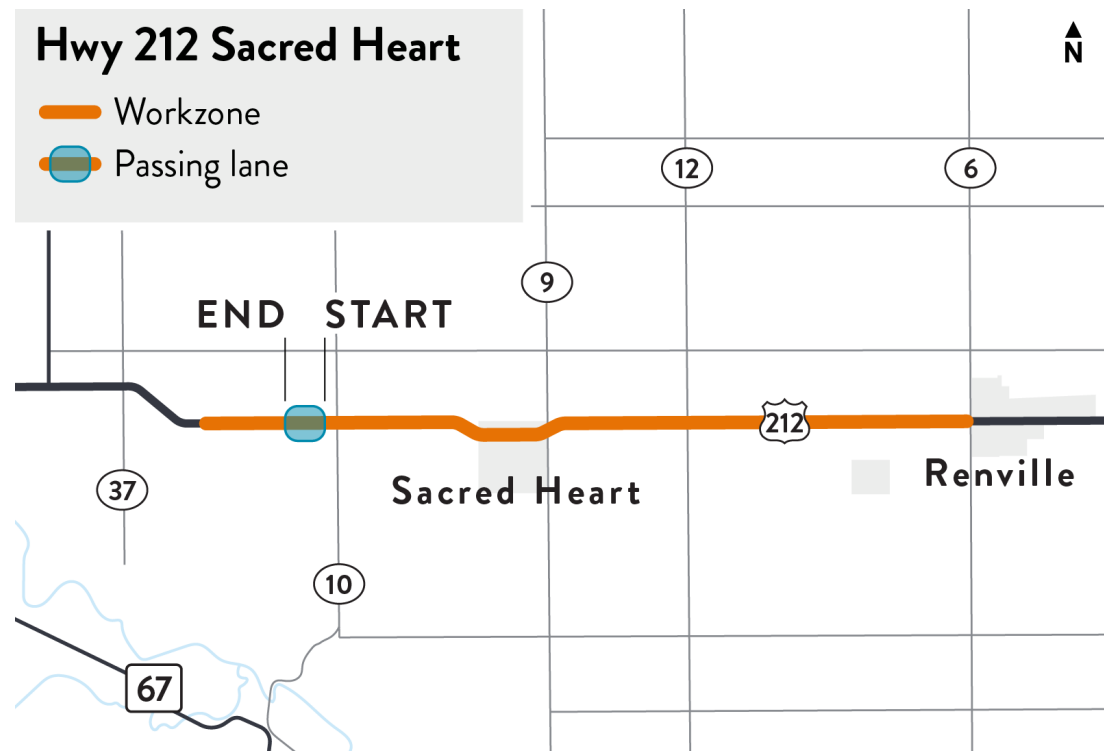 Hwy 212 Sacred Heart
Workzone
Passing lane
N
12
6
9
END START
212
Renville
Sacred Heart
37
10
67